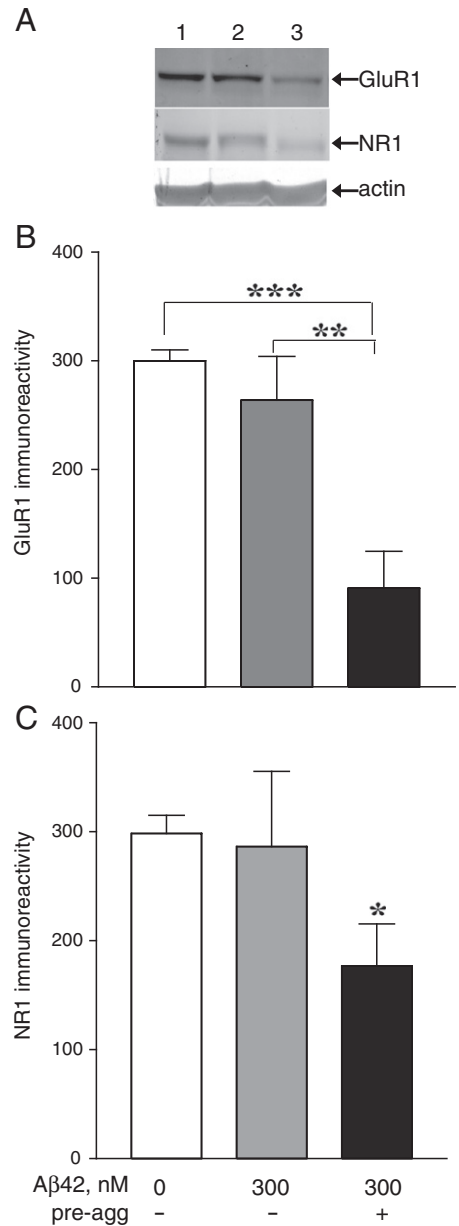 A
1 2 3
GluR1
NR1
actin
B
400
300
200
100
0
GluR1 immunoreactivity
***
**
C
400
300
200
100
0
NR1 immunoreactivity
*
Aβ42, nM 0 300 300
pre-agg – – +